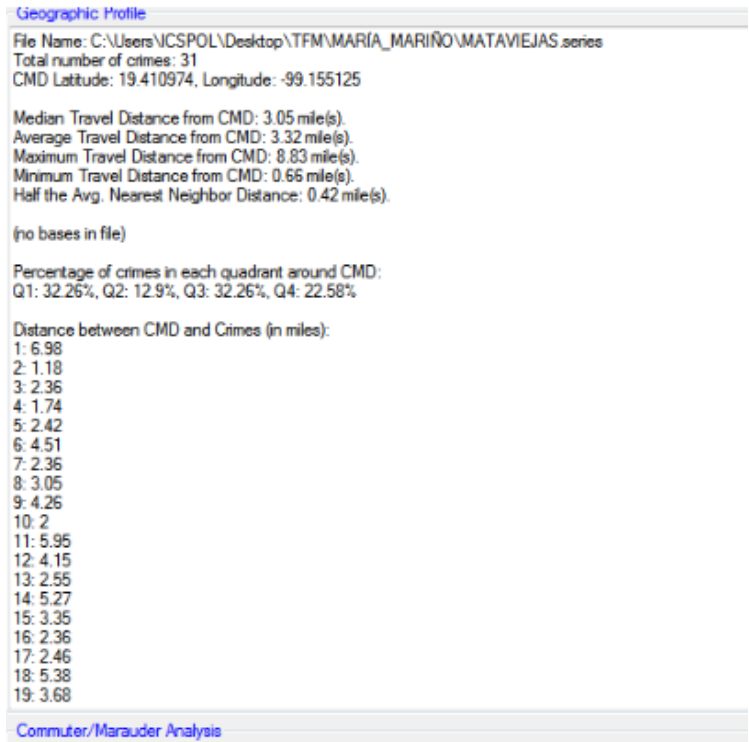 Geographic Profile
File Name: C:\Users\ICSPOL\Desktop\TFM\MARÍA_MARIÑO\MATAVIEJAS.series
Total number of crimes: 31
CMD Latitude: 19.410974, Longitude: -99.155125
Median Travel Distance from CMD: 3.05 mile(s).
Average Travel Distance from CMD: 3.32 mile(s).
Maximum Travel Distance from CMD: 8.83 mile(s).
Minimum Travel Distance from CMD: 0.66 mile(s).
Half the Avg. Nearest Neighbor Distance: 0.42 mile(s).
(no bases in file)
Percentage of crimes in each quadrant around CMD:
Q1: 32.26%, Q2: 12.9%, Q3: 32.26%, Q4: 22.58%
Distance between CMD and Crimes (in miles):
1: 6.98
2: 1.18
3: 2.36
4: 1.74
5: 2.42
6: 4.51
7: 2.36
8: 3.05
9: 4.26
10: 2
11: 5.95
12: 4.15
13: 2.55
14: 5.27
15: 3.35
16: 2.36
17: 2.46
18: 5.38
19: 3.68
Commuter/Marauder Analysis